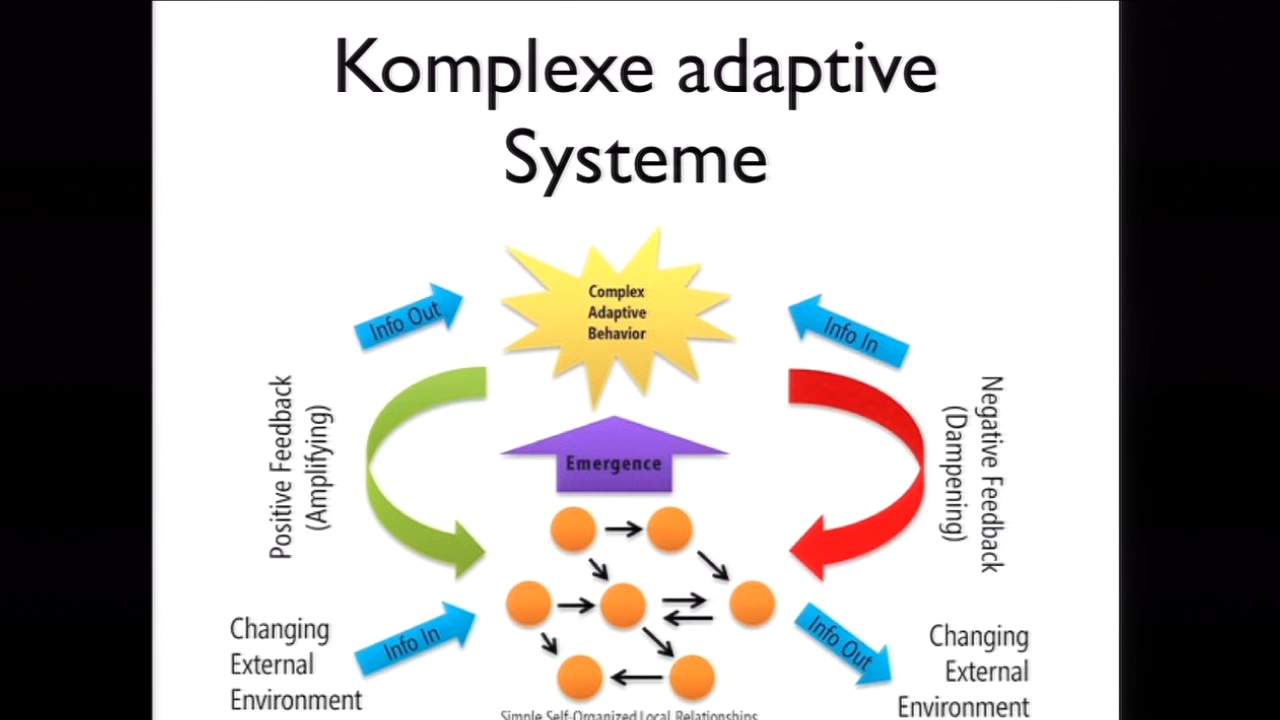 Komplexe adaptive
Systeme
Complex
Adaptive
Behavior
Info Out
Info In
Positive Feedback
(Amplifying)
Negative Feedback
(Dampening)
Emergence
Changing
External
Environment
Info In
Info Out
Changing
External
Environment
Simple Self-Organized Local Relationships